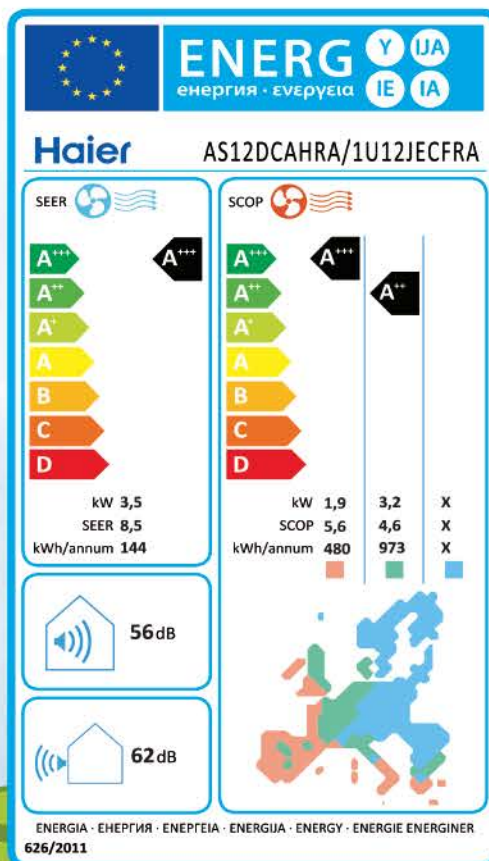 ENERG Y IJA
енергия · ενεργεια IE IA
Haier AS12DCAHRA/1U12JECFRA
SEER
A+++ A+++
A++
A+
A
B
C
D
kW 3,5
SEER 8,5
kWh/annum 144
SCOP
A+++ A+++
A++ A++
A+
A
B
C
D
kW 1,9 3,2 X
SCOP 5,6 4,6 X
kWh/annum 480 973 X
56dB
62dB
ENERGIA · ЕНЕРГИЯ · ΕΝΕΡΓΕΙΑ · ENERGIJA · ENERGY · ENERGIE ENERGINER
626/2011